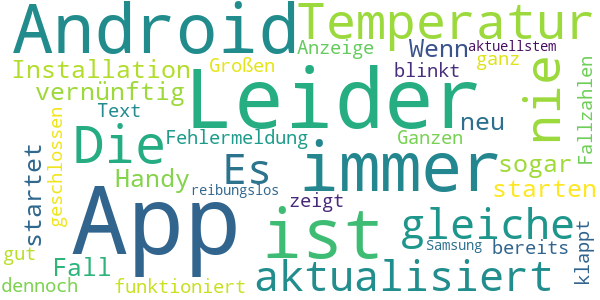 Android
Temperatur
Anzeige
Wenn
aktuellstem
Installation
Großen
blinkt
ganz
vernünftig
Leider
nie
Fallzahlen
Text
neu
geschlossen
Die
Fehlermeldung
Ganzen
startet
Handy
Es
immer
sogar
reibungslos
starten
App
zeigt
ist
gleiche
klappt
gut
Fall
Samsung
bereits
dennoch
funktioniert
aktualisiert